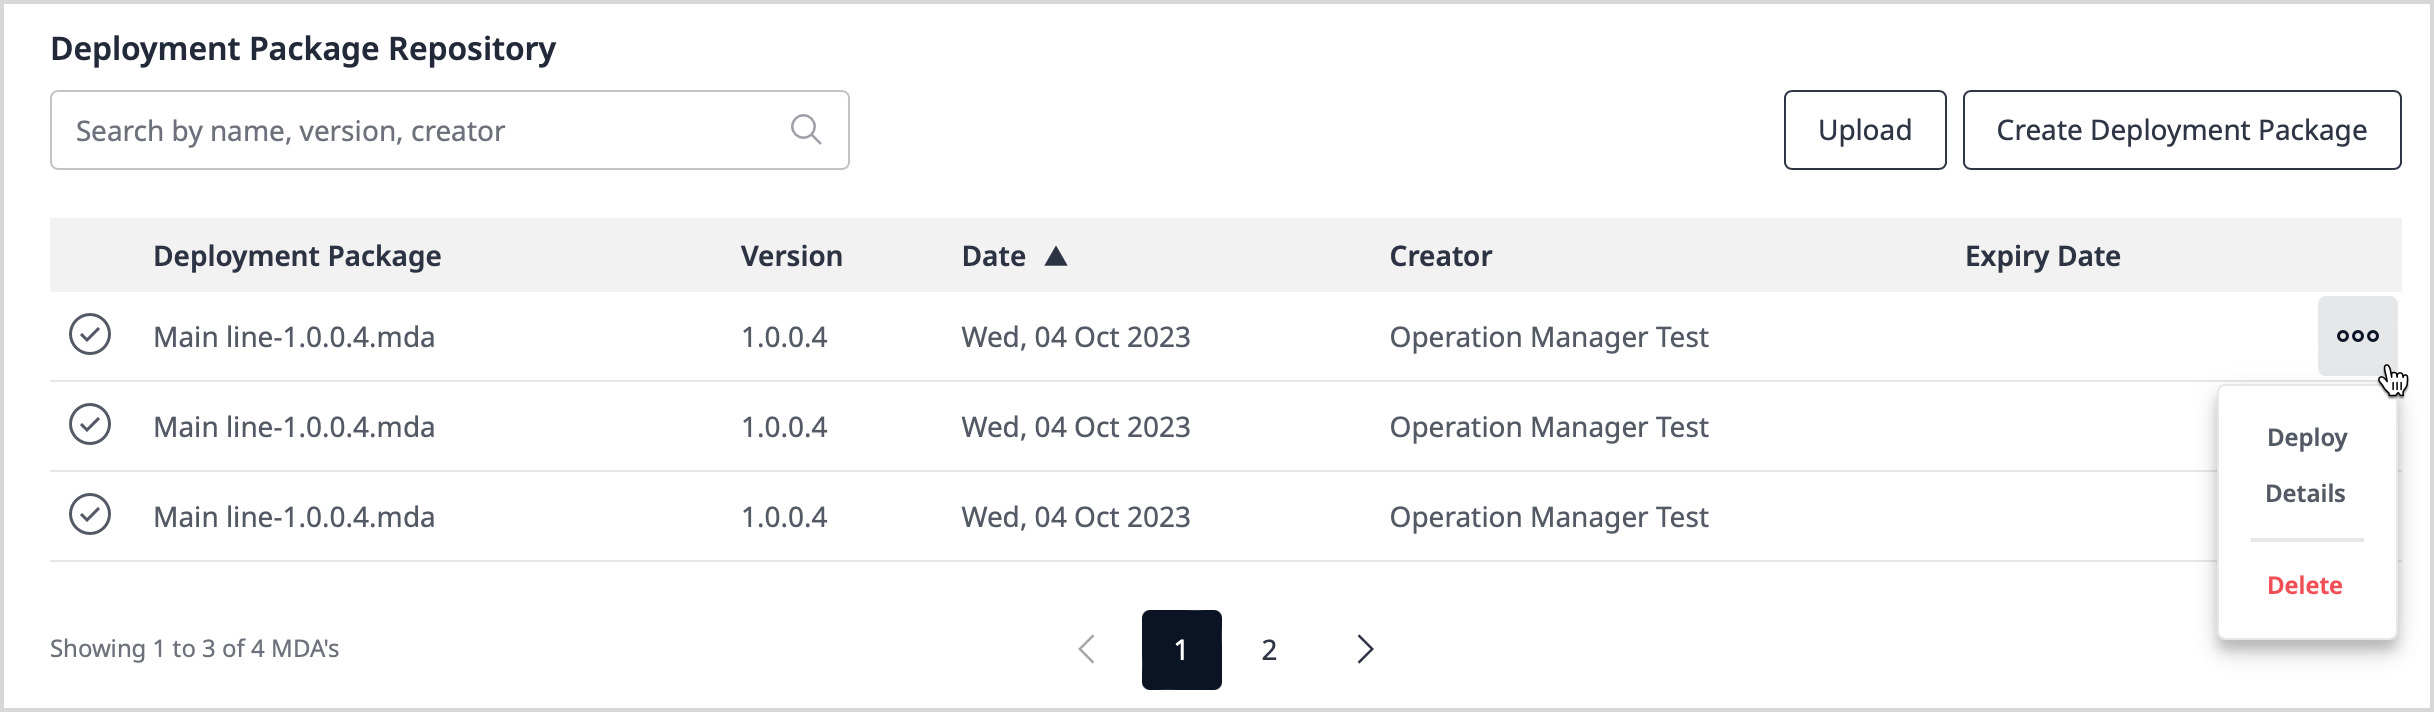 Deployment Package Repository
Search by name, version, creator
Upload
Create Deployment Package
Deployment Package Version Date ▲ Creator Expiry Date
Main line-1.0.0.4.mda 1.0.0.4 Wed, 04 Oct 2023 Operation Manager Test
Main line-1.0.0.4.mda 1.0.0.4 Wed, 04 Oct 2023 Operation Manager Test
Main line-1.0.0.4.mda 1.0.0.4 Wed, 04 Oct 2023 Operation Manager Test
Deploy
Details
Delete
Showing 1 to 3 of 4 MDA's
1 2